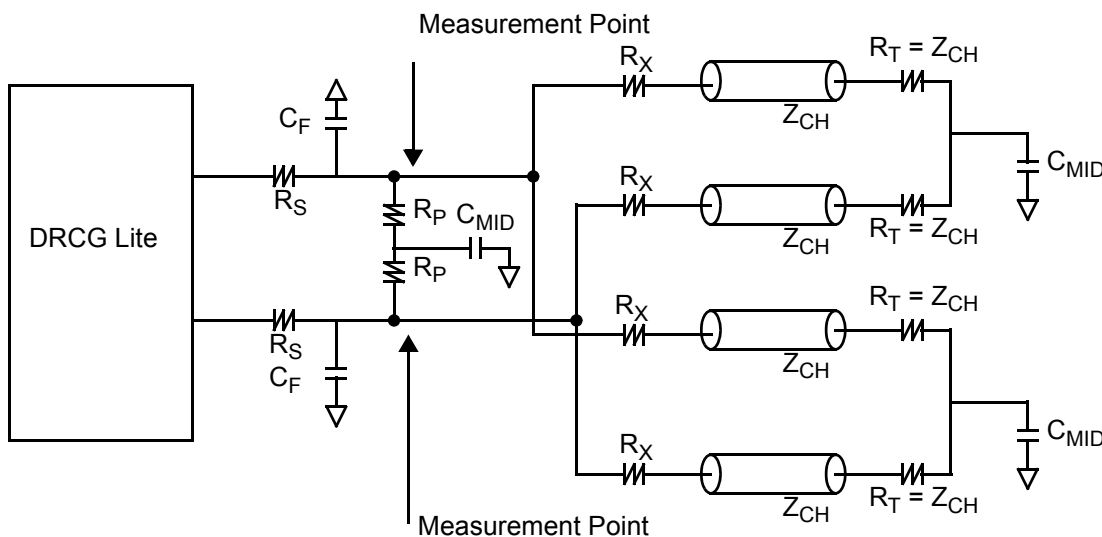 Measurement Point
R_X
R_T = Z_CH
C_F
Z_CH
C_MID
R_X
R_S
R_P
C_MID
DRCG Lite
Z_CH
R_T = Z_CH
R_P
R_X
R_T = Z_CH
R_S
C_F
Z_CH
C_MID
R_X
Z_CH
R_T = Z_CH
Measurement Point